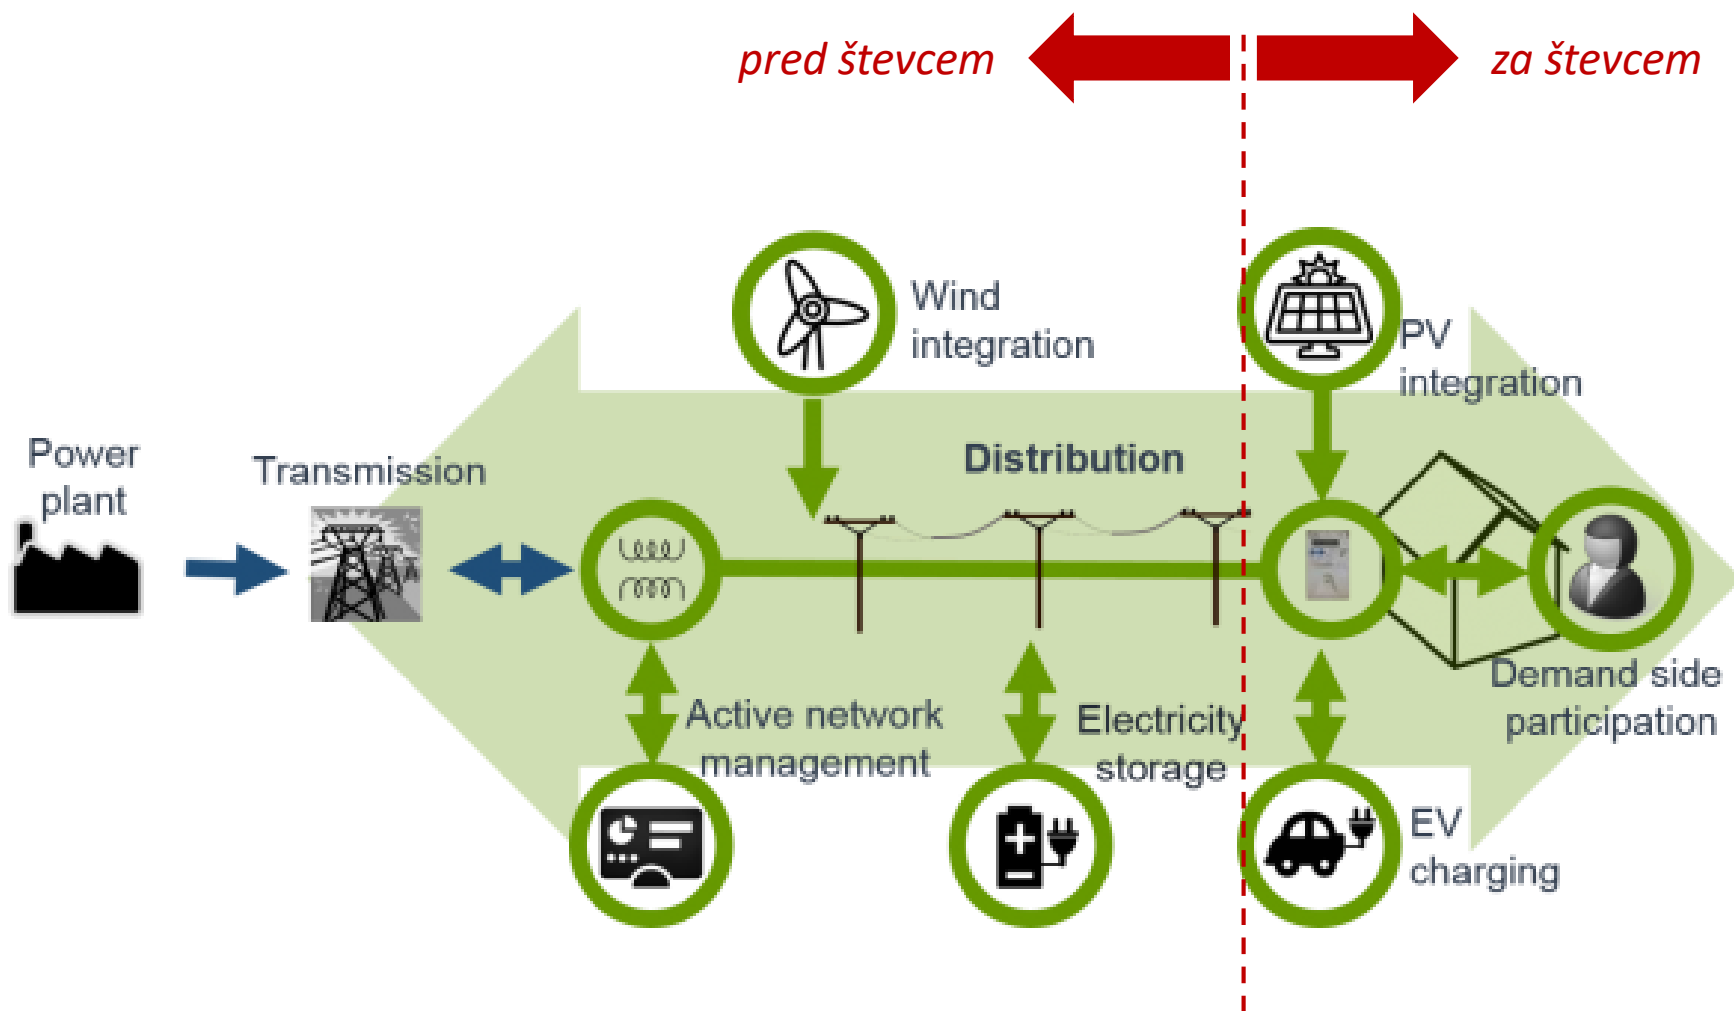 pred števcem
za števcem
Wind
integration
PV
integration
Power
plant
Transmission
Distribution
Active network
management
Electricity
storage
Demand side
participation
EV
charging